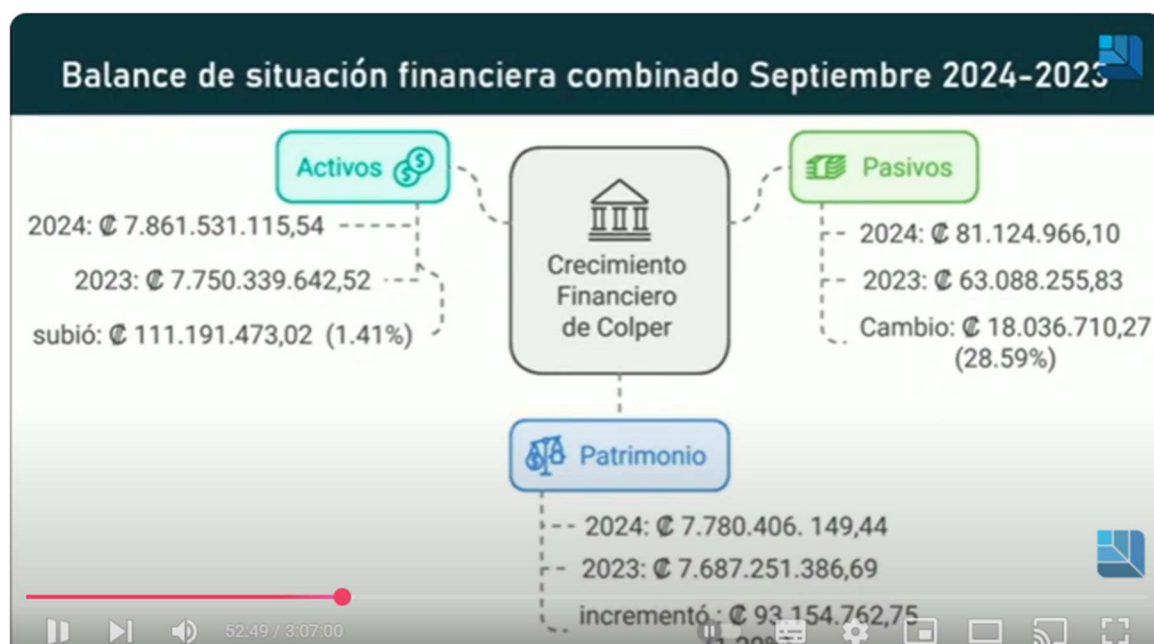 Balance de situación financiera combinado Septiembre 2024-2023
Activos
2024: ₡ 7.861.531.115,54
2023: ₡ 7.750.339.642,52
subió: ₡ 111.191.473,02 (1.41%)
Crecimiento
Financiero
de Colper
Pasivos
2024: ₡ 81.124.966,10
2023: ₡ 63.088.255,83
Cambio: ₡ 18.036.710,27
(28.59%)
Patrimonio
2024: ₡ 7.780.406. 149,44
2023: ₡ 7.687.251.386,69
incrementó : ₡ 93.154.762,75
52:49 / 3:07:00